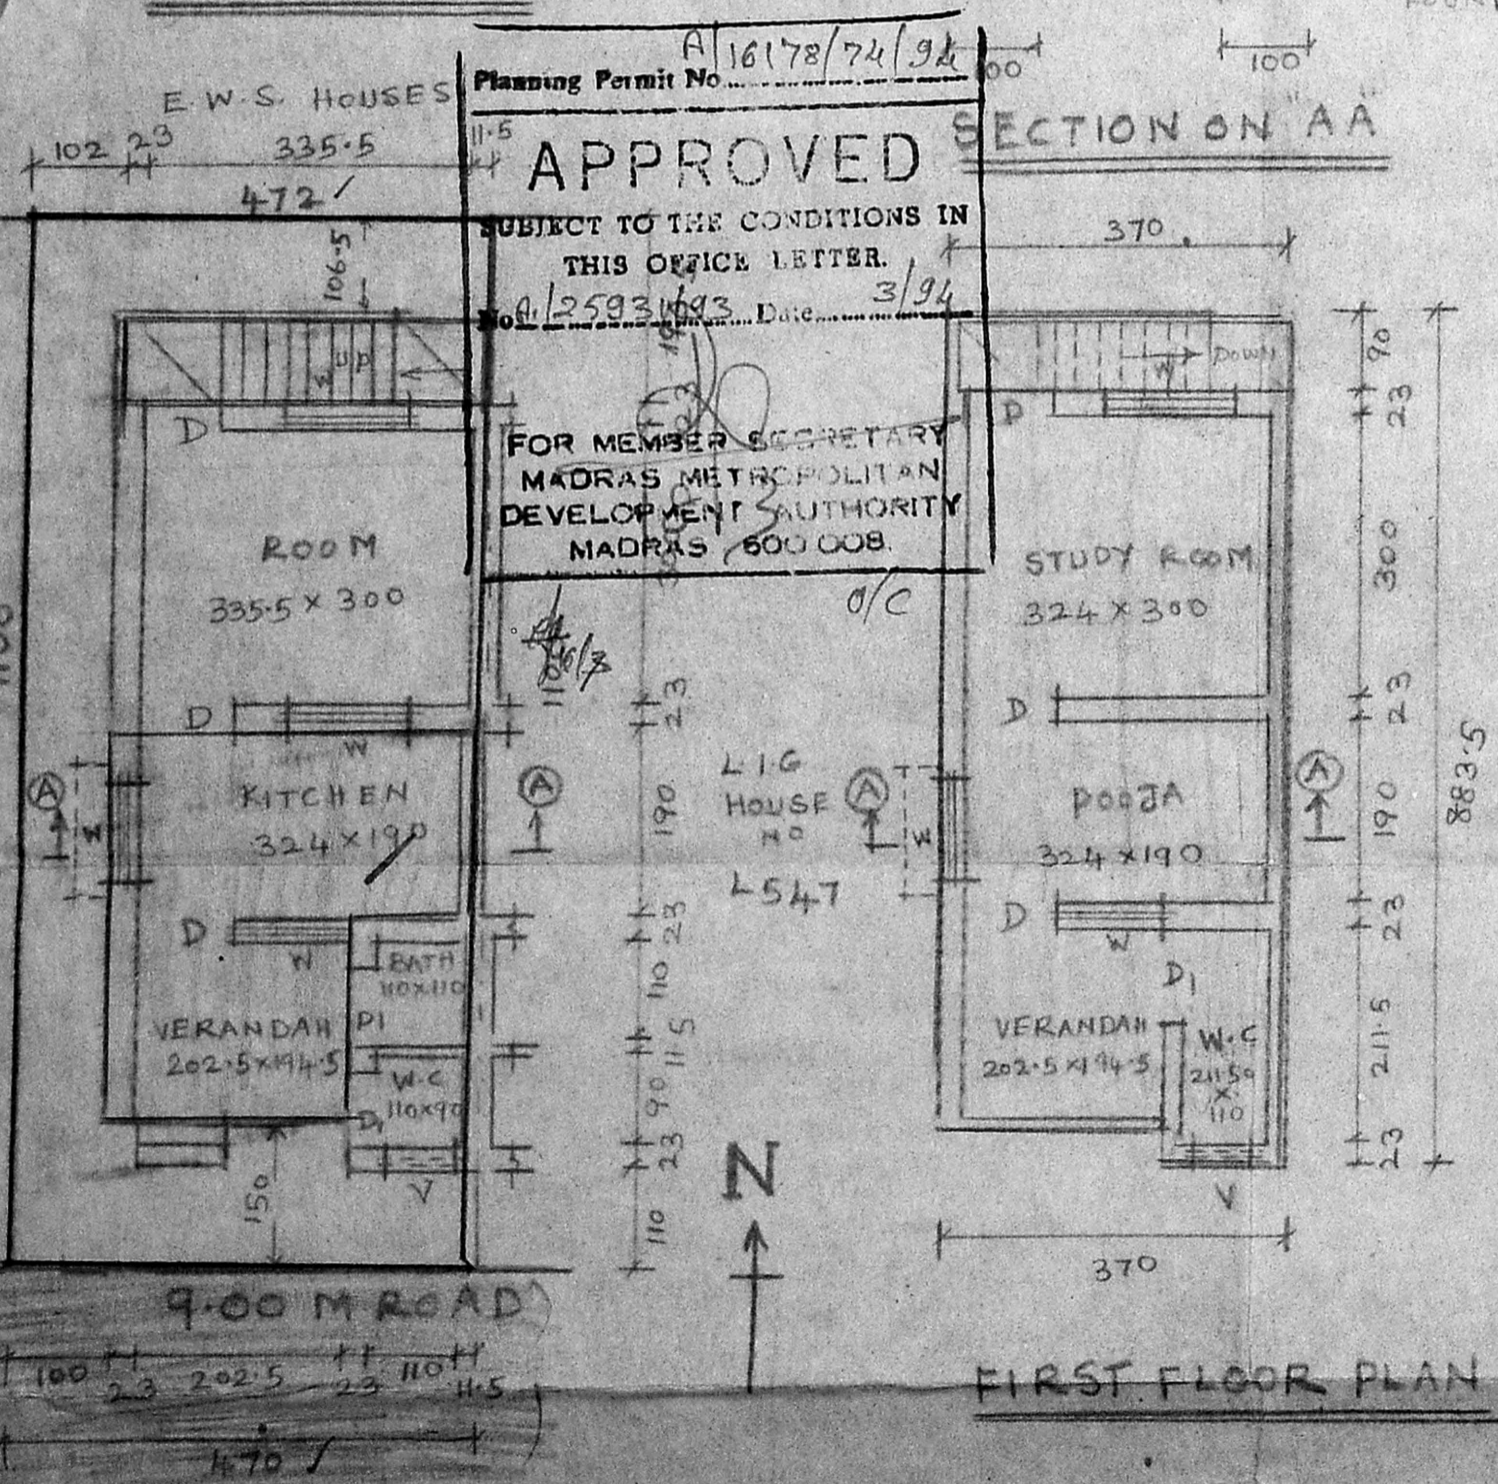 A/16178/74/94
Planning Permit No
APPROVED
SUBJECT TO THE CONDITIONS IN
THIS OFFICE LETTER.
No A./25931/93 Date 3/94
FOR MEMBER SECRETARY
MADRAS METROPOLITAN
DEVELOPMENT AUTHORITY
MADRAS 600 008.
O/C
E.W.S. HOUSES
102 23 335.5 11.5
472 ✓
106.5
UP
W
D
ROOM
335.5 × 300
D
W
A
A
W
KITCHEN
324 × 190
D
W
BATH
110×110
VERANDAH
202.5×194.5
D1
W.C
110×90
D1
V
150
9.00 M ROAD
100 23 202.5 23 110 11.5
470 ✓
23
190
23
110
11.5
90
23
110
L I G
HOUSE
NO
L547
N
100
SECTION ON "AA"
370
DOWN
W
D
STUDY ROOM
324 × 300
D
A
A
W
POOJA
324 × 190
D
W
D1
VERANDAH
202.5×194.5
W.C
211.50
×
110
V
370
90
23
300
23
190
23
211.5
23
883.5
FIRST FLOOR PLAN